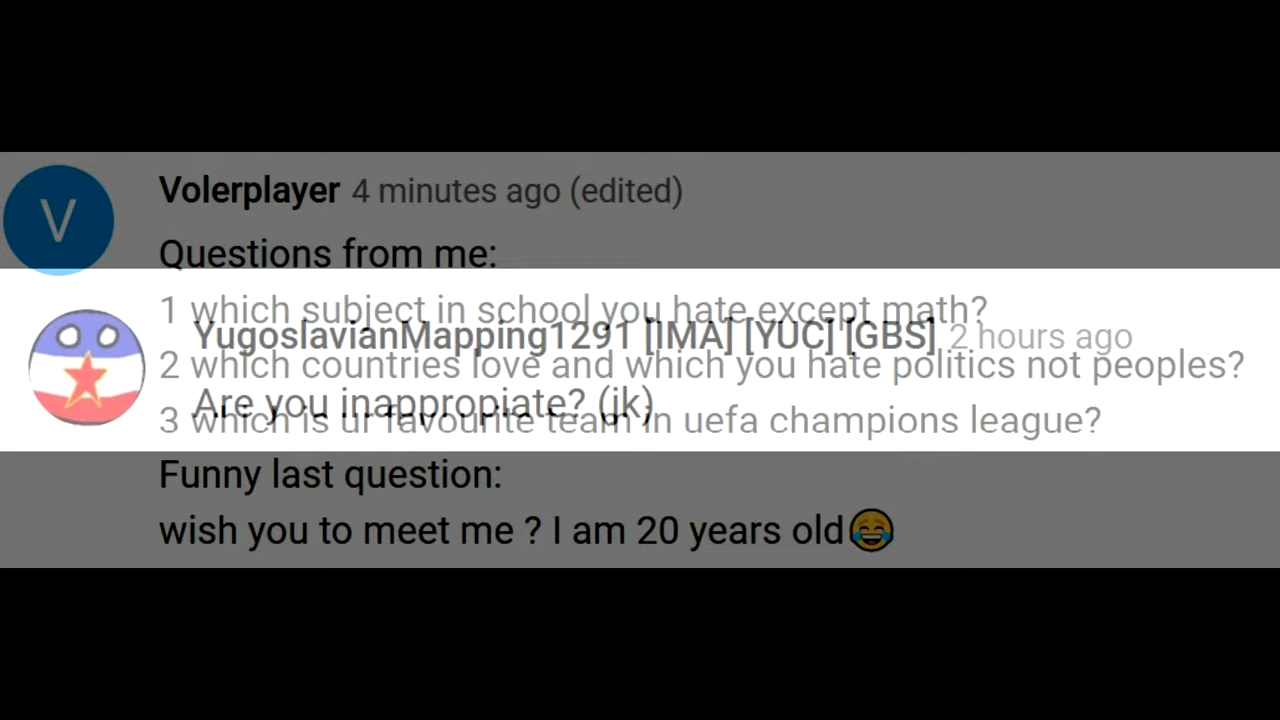 V
Volerplayer 4 minutes ago (edited)
Questions from me:
1 which subject in school you hate except math?
YugoslavianMapping1291 [IMA] [YUC] [GBS] 2 hours ago
2 which countries love and which you hate politics not peoples?
Are you inappropiate? (jk)
3 which is ur favourite team in uefa champions league?
Funny last question:
wish you to meet me ? I am 20 years old😂